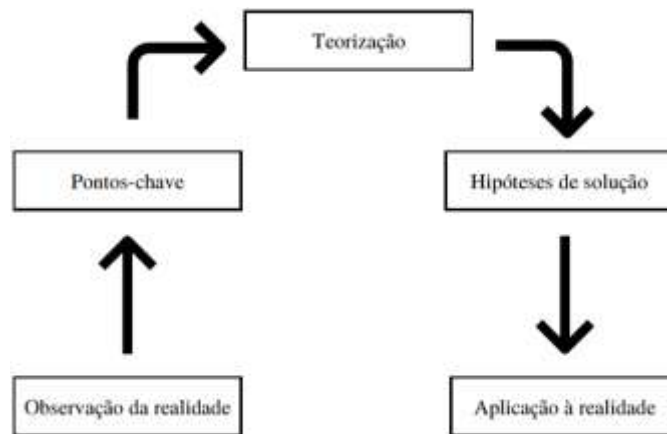 Teorização
Pontos-chave
Hipóteses de solução
Observação da realidade
Aplicação à realidade